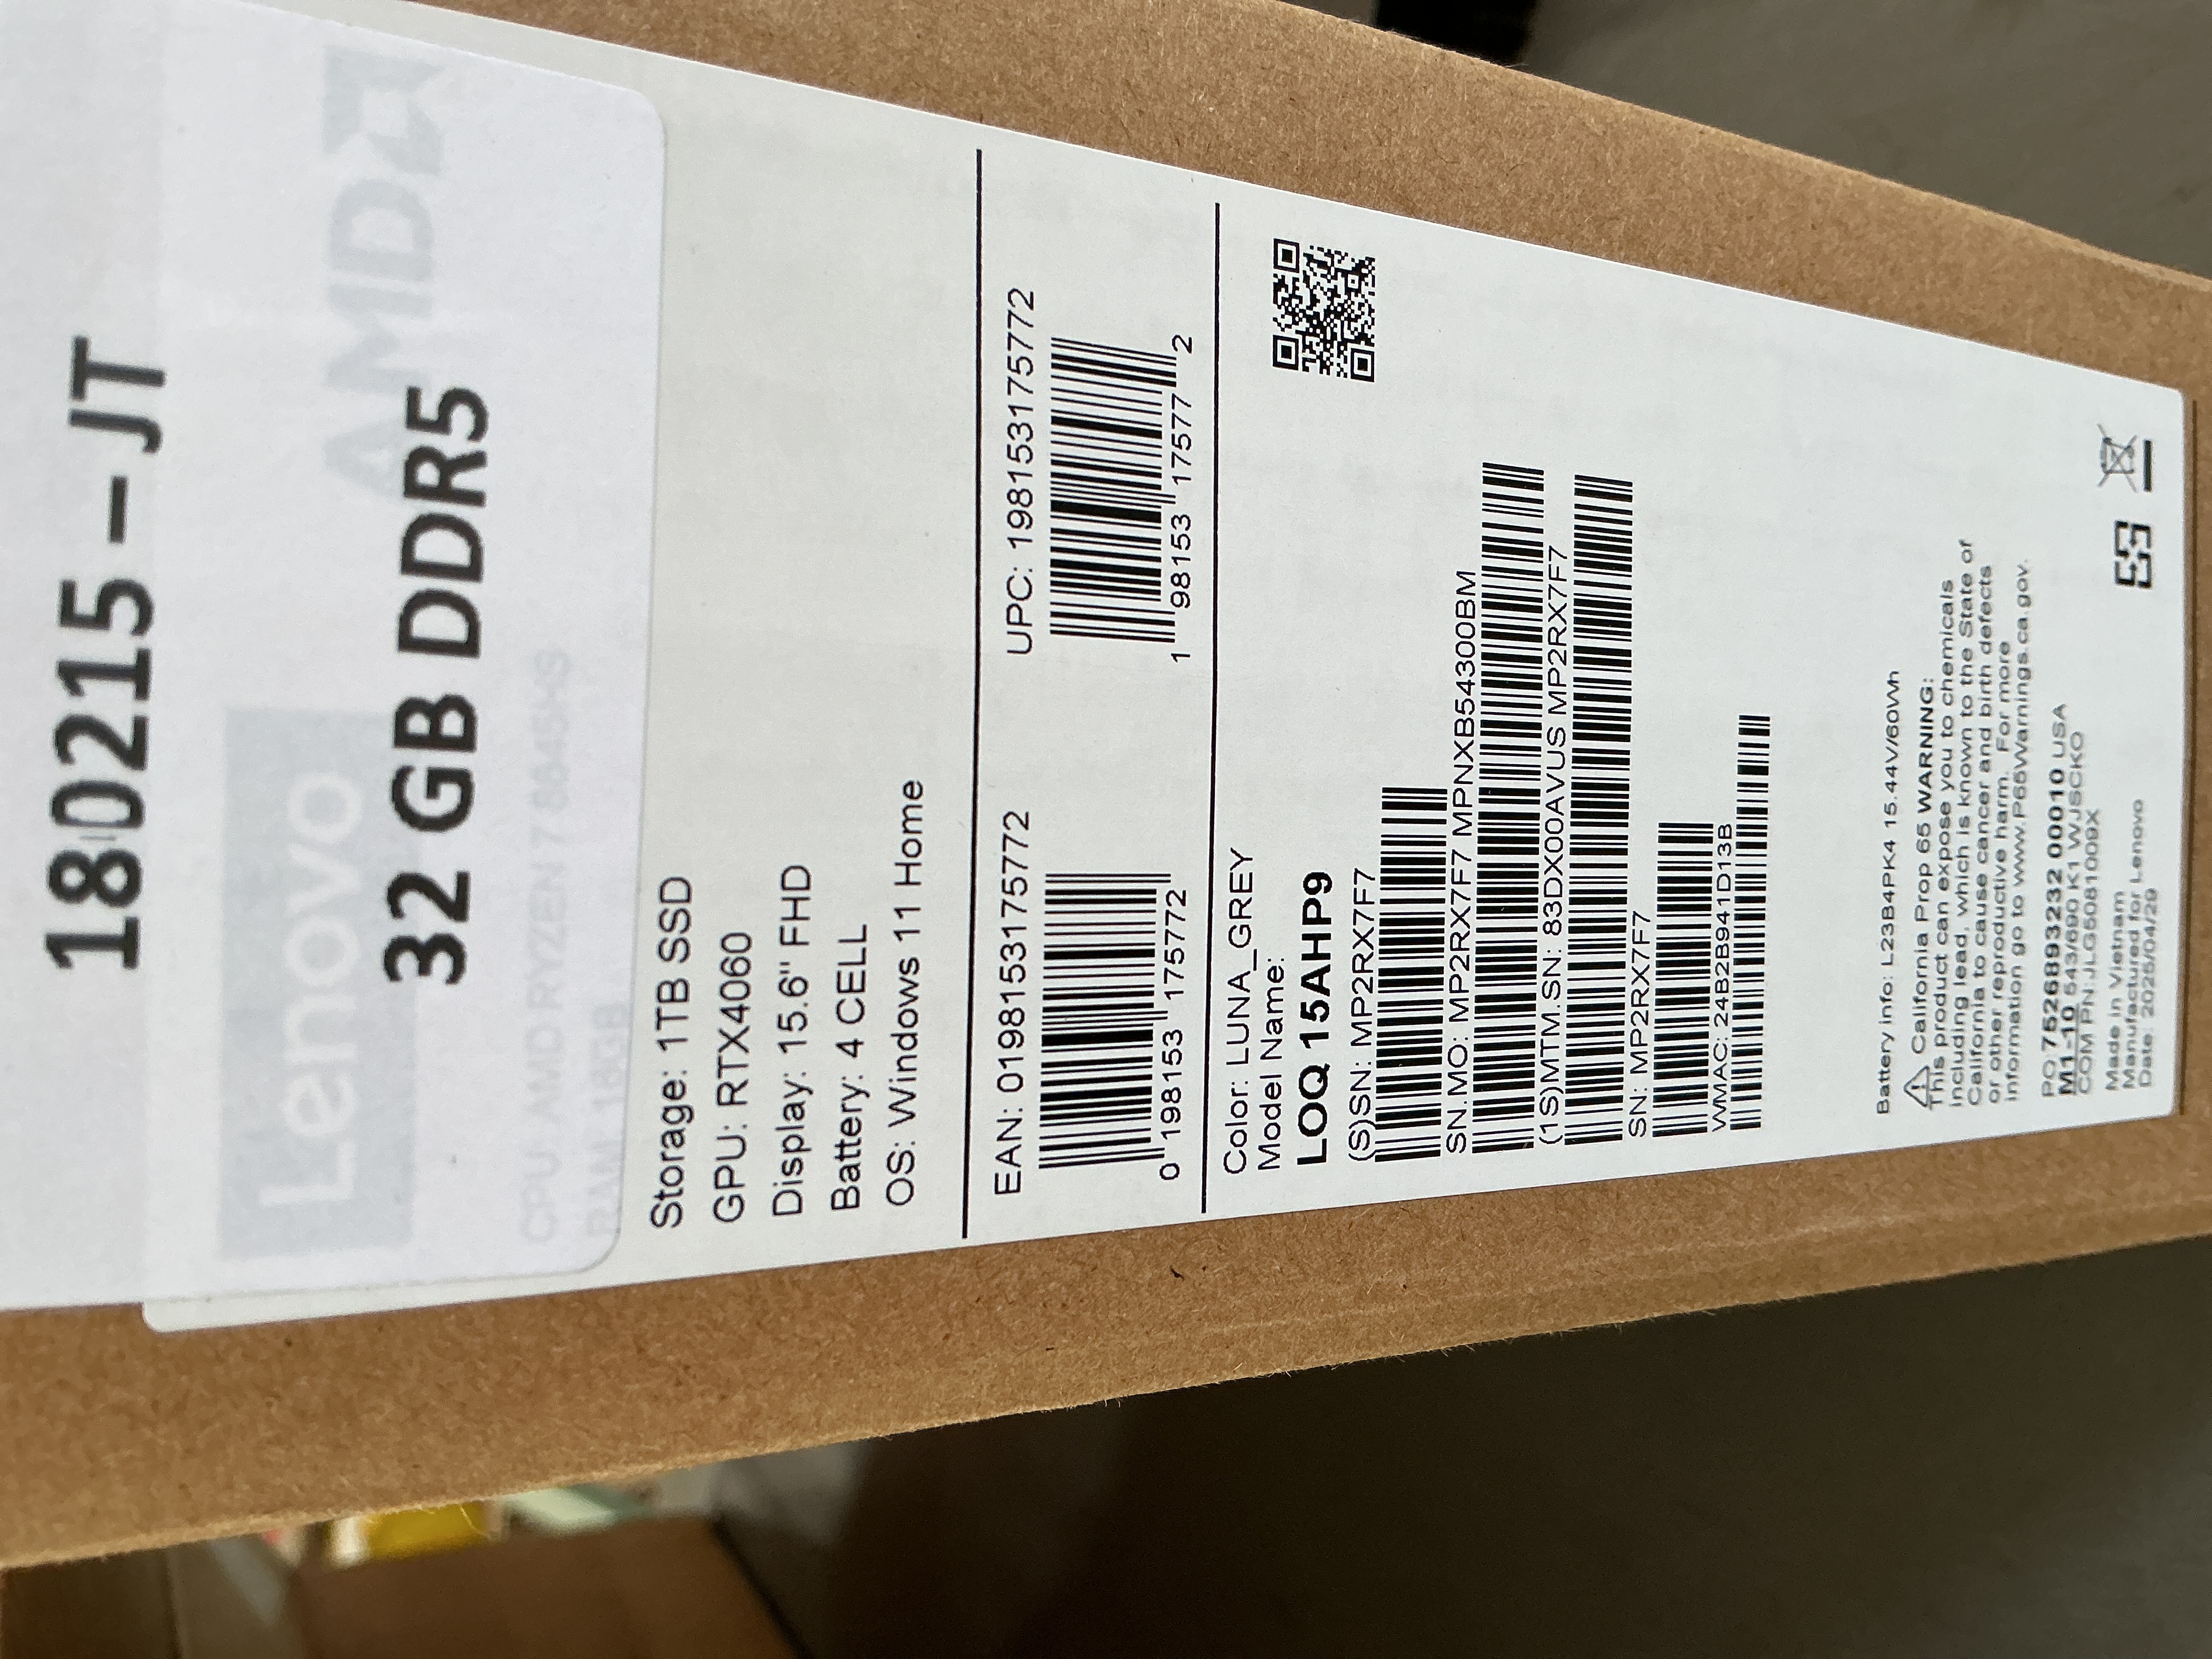 180215 – JT
Lenovo
AMD
32 GB DDR5
CPU: AMD RYZEN 7 8845HS
RAM: 16GB
Storage: 1TB SSD
GPU: RTX4060
Display: 15.6" FHD
Battery: 4 CELL
OS: Windows 11 Home
EAN: 0198153175772
0 198153 175772
UPC: 198153175772
1 98153 17577 2
Color: LUNA_GREY
Model Name:
LOQ 15AHP9
(S)SN: MP2RX7F7
SN.MO: MP2RX7F7 MPNXB54300BM
(1S)MTM.SN: 83DX00AVUS MP2RX7F7
SN: MP2RX7F7
WMAC: 24B2B941D13B
Battery info: L23B4PK4 15.44V/60Wh
California Prop 65 WARNING:
This product can expose you to chemicals
including lead, which is known to the State of
California to cause cancer and birth defects
or other reproductive harm. For more
information go to www.P65Warnings.ca.gov.
PO:7526893232 00010 USA
M1-10 543/690 K1 WJSCKO
COM PN: JLG5081009X
Made in Vietnam
Manufactured for Lenovo
Date: 2025/04/29